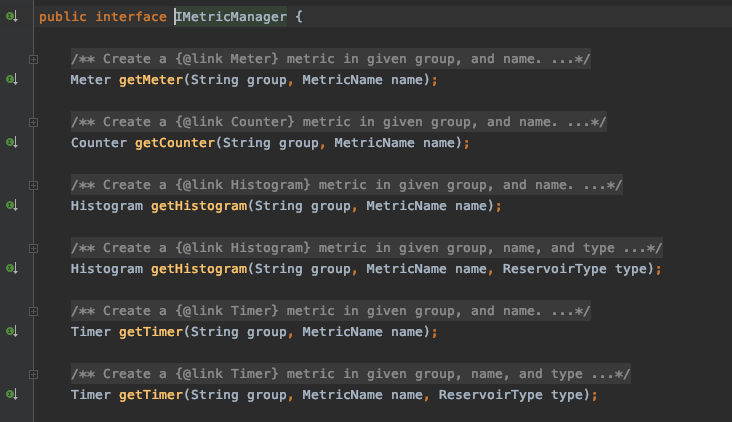 public interface IMetricManager {
/** Create a {@link Meter} metric in given group, and name. ...*/
Meter getMeter(String group, MetricName name);
/** Create a {@link Counter} metric in given group, and name. ...*/
Counter getCounter(String group, MetricName name);
/** Create a {@link Histogram} metric in given group, and name. ...*/
Histogram getHistogram(String group, MetricName name);
/** Create a {@link Histogram} metric in given group, name, and type ...*/
Histogram getHistogram(String group, MetricName name, ReservoirType type);
/** Create a {@link Timer} metric in given group, and name. ...*/
Timer getTimer(String group, MetricName name);
/** Create a {@link Timer} metric in given group, name, and type ...*/
Timer getTimer(String group, MetricName name, ReservoirType type);